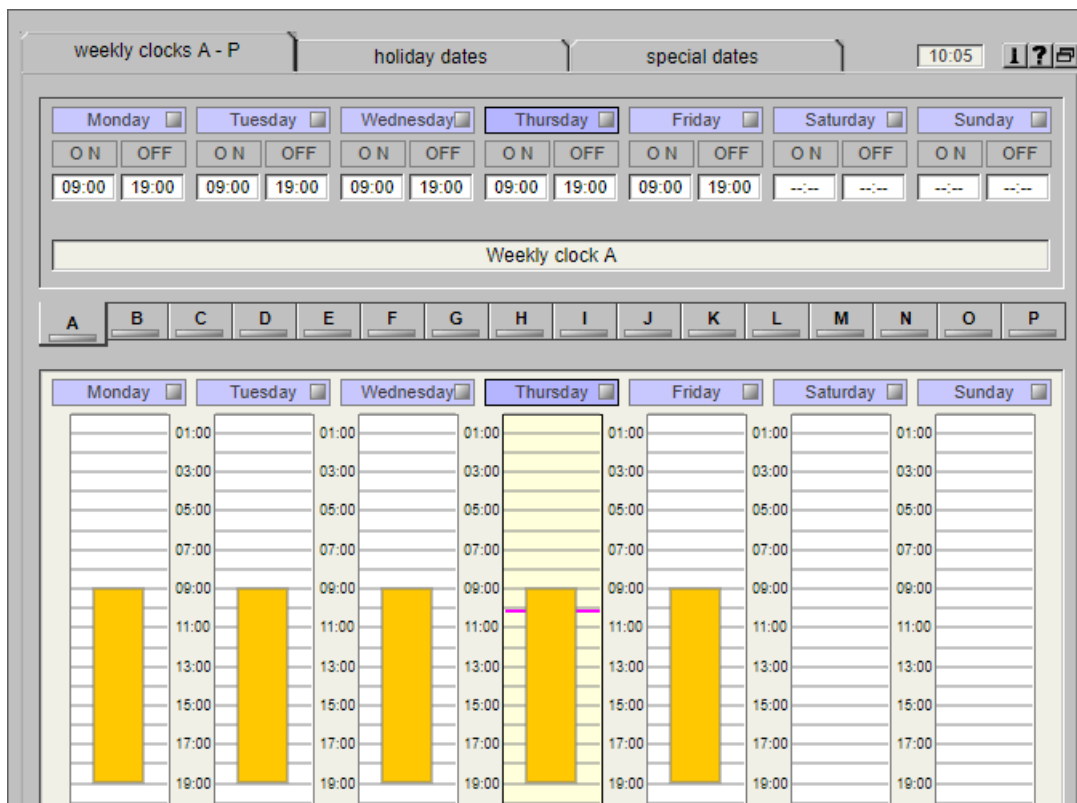 weekly clocks A - P holiday dates special dates 10:05 i ?
Monday Tuesday Wednesday Thursday Friday Saturday Sunday
O N OFF O N OFF O N OFF O N OFF O N OFF O N OFF O N OFF
09:00 19:00 09:00 19:00 09:00 19:00 09:00 19:00 09:00 19:00 --:-- --:-- --:-- --:--
Weekly clock A
A B C D E F G H I J K L M N O P
Monday Tuesday Wednesday Thursday Friday Saturday Sunday
01:00 01:00 01:00 01:00 01:00 01:00
03:00 03:00 03:00 03:00 03:00 03:00
05:00 05:00 05:00 05:00 05:00 05:00
07:00 07:00 07:00 07:00 07:00 07:00
09:00 09:00 09:00 09:00 09:00 09:00
11:00 11:00 11:00 11:00 11:00 11:00
13:00 13:00 13:00 13:00 13:00 13:00
15:00 15:00 15:00 15:00 15:00 15:00
17:00 17:00 17:00 17:00 17:00 17:00
19:00 19:00 19:00 19:00 19:00 19:00